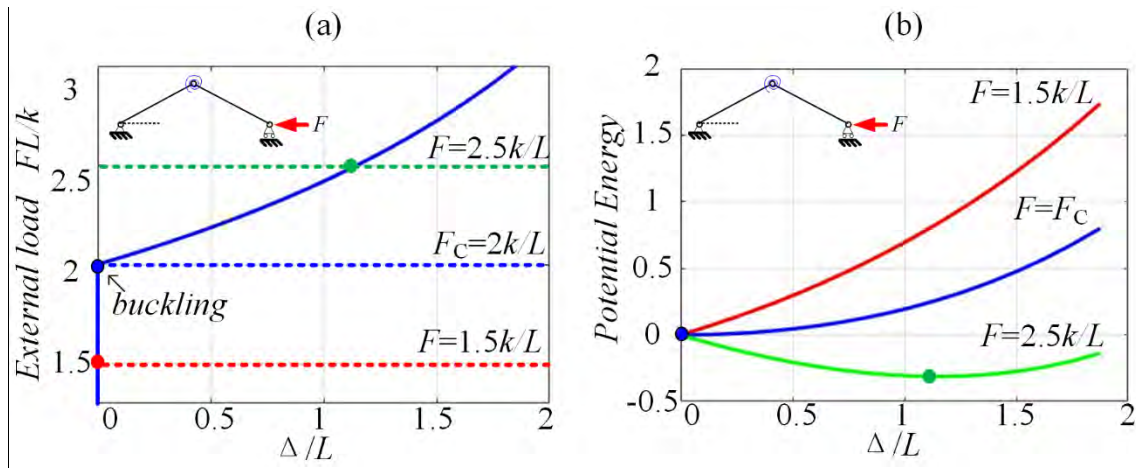 (a)
External load FL/k
3
2.5
2
1.5
F
F=2.5k/L
F_C=2k/L
buckling
F=1.5k/L
0 0.5 1 1.5 2
Δ/L
(b)
Potential Energy
2
1.5
1
0.5
0
-0.5
F
F=1.5k/L
F=F_C
F=2.5k/L
0 0.5 1 1.5 2
Δ/L